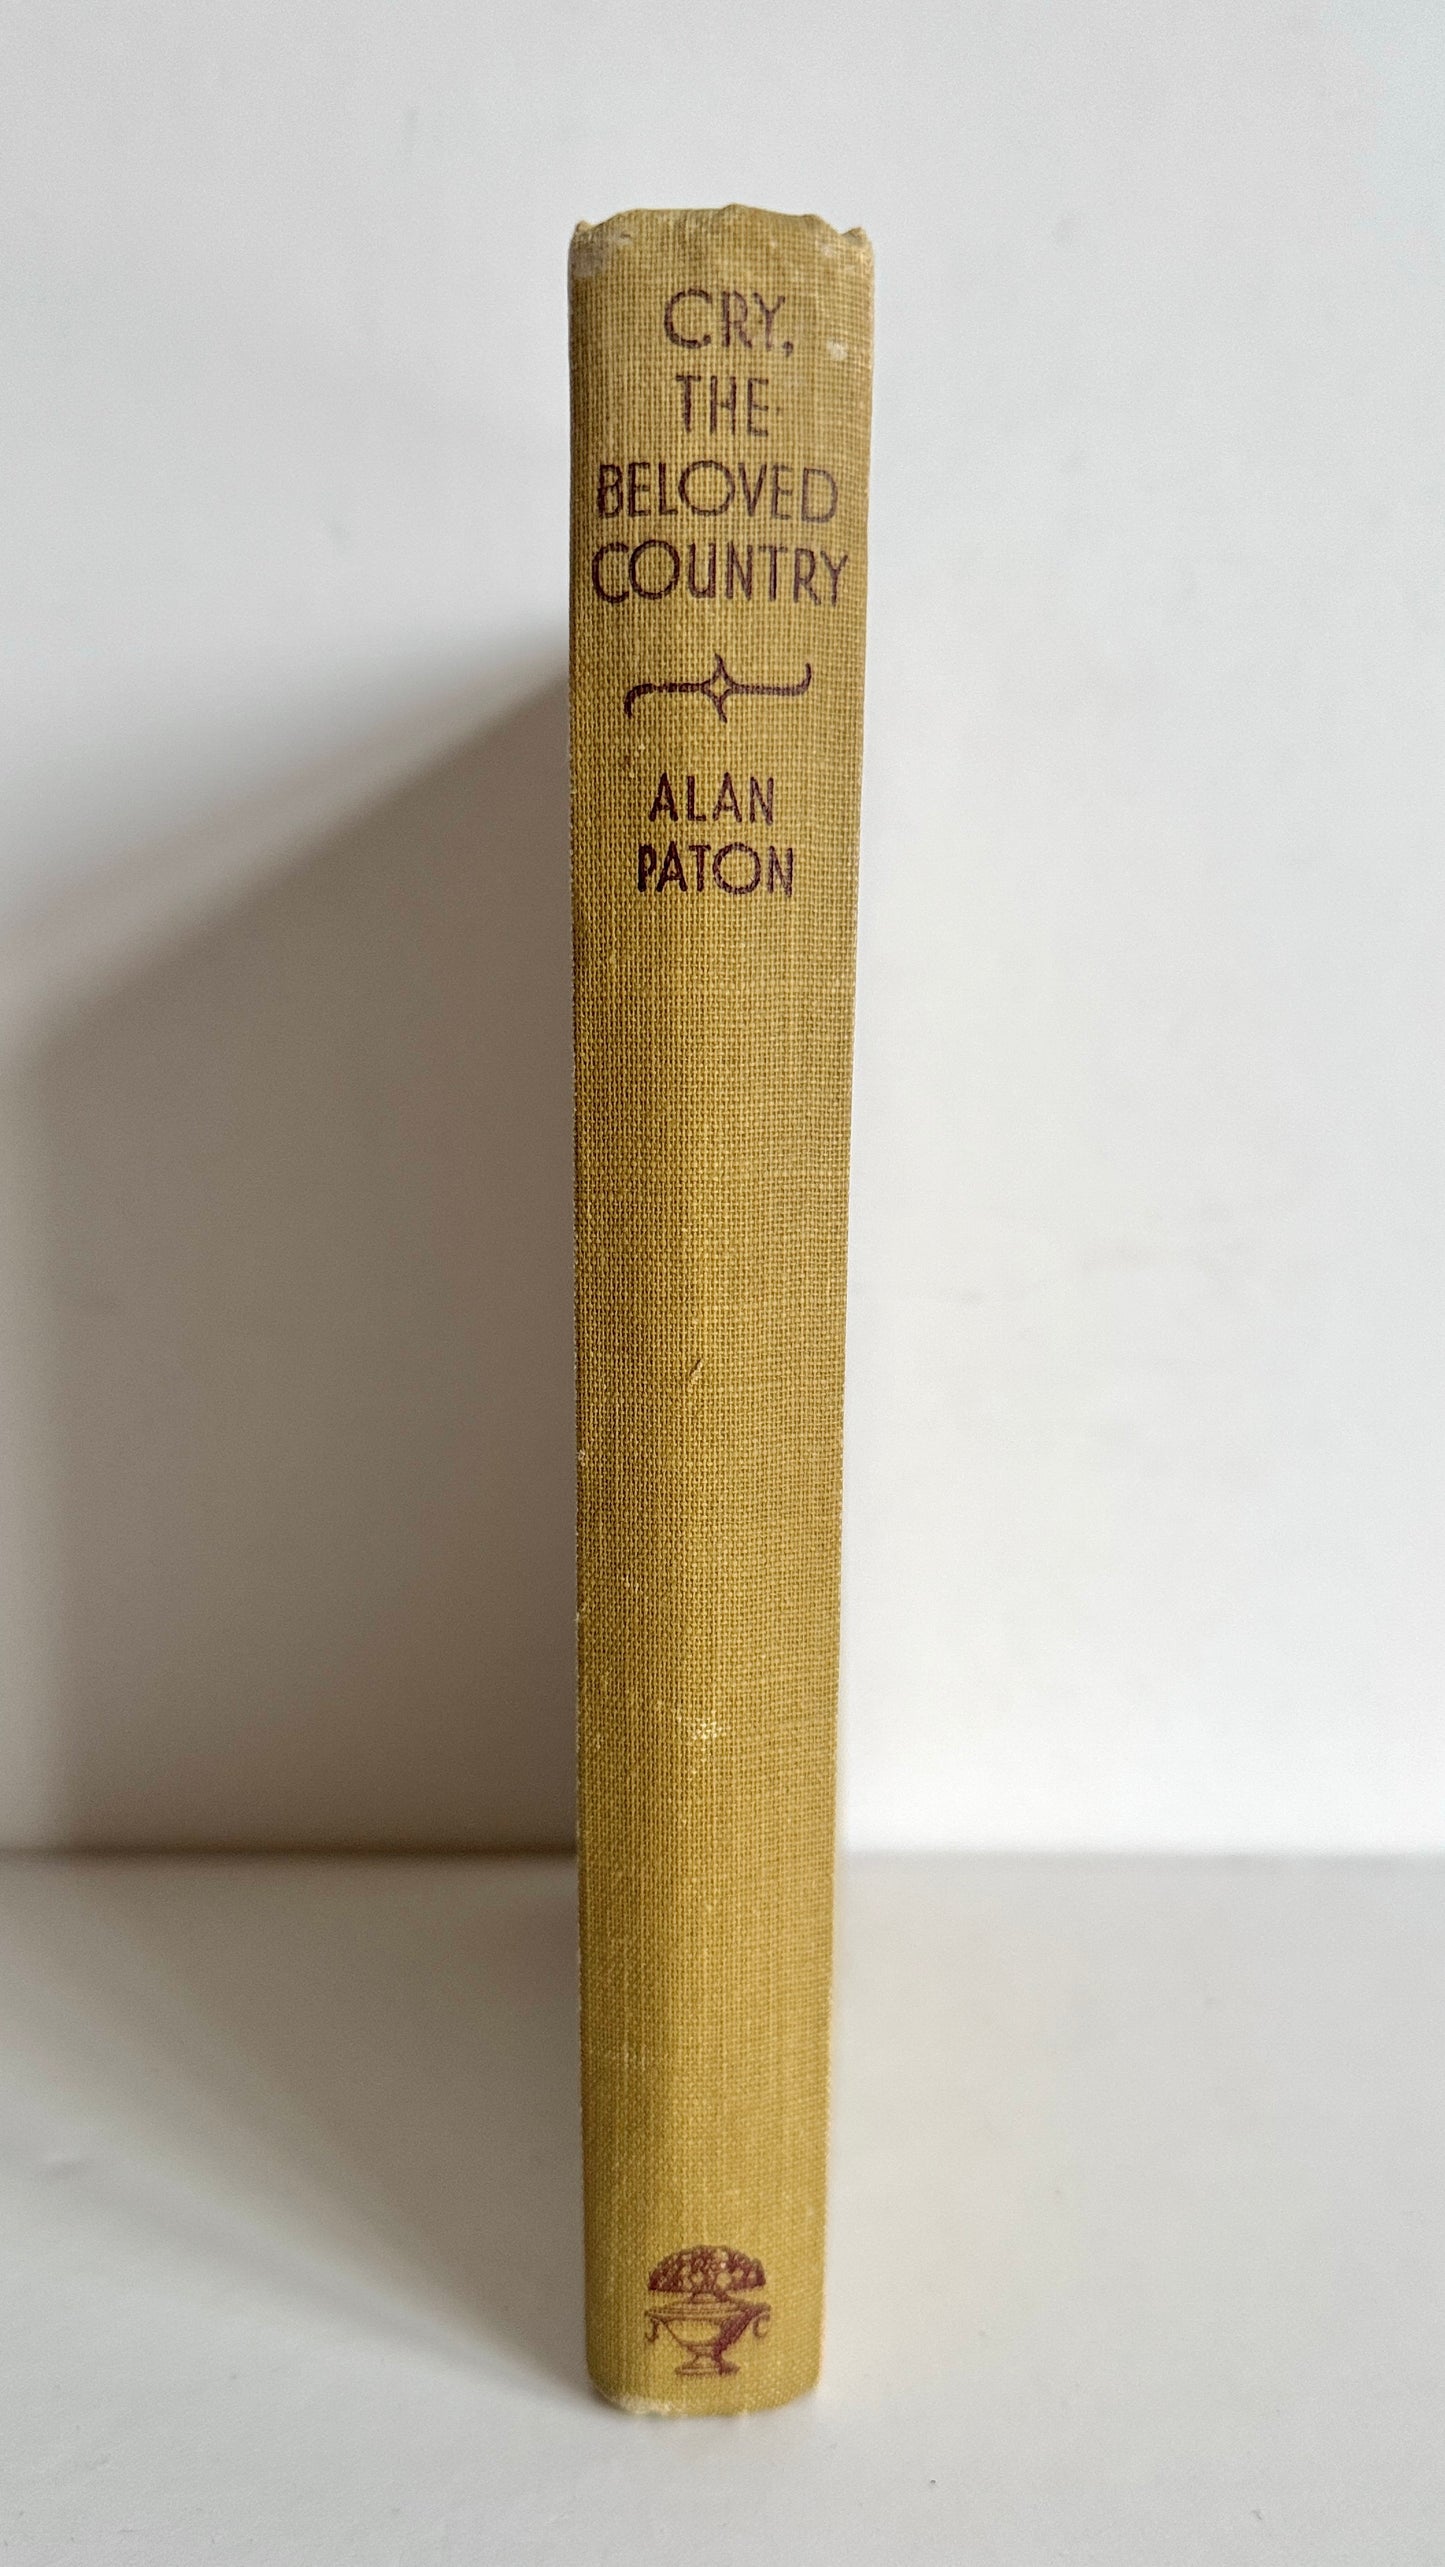 CRY,
THE
BELOVED
COUNTRY
ALAN
PATON
J C